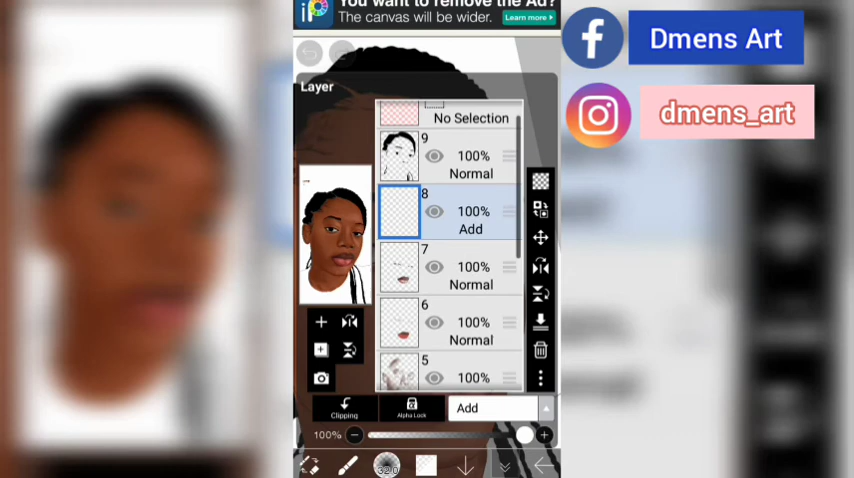 You want to remove the Ad?
The canvas will be wider.
Learn more
Dmens Art
dmens_art
Layer
No Selection
9
100%
Normal
8
100%
Add
7
100%
Normal
6
100%
Normal
5
100%
Clipping
Alpha Lock
Add
100%
32.0